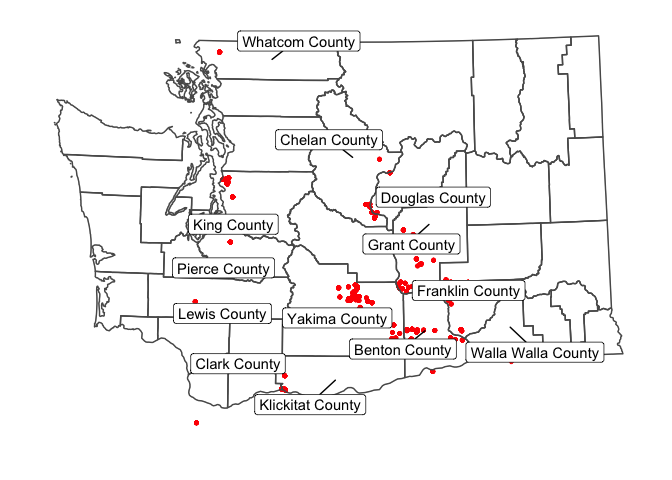 Whatcom County
Chelan County
Douglas County
King County
Grant County
Pierce County
Franklin County
Lewis County
Yakima County
Benton County
Walla Walla County
Clark County
Klickitat County